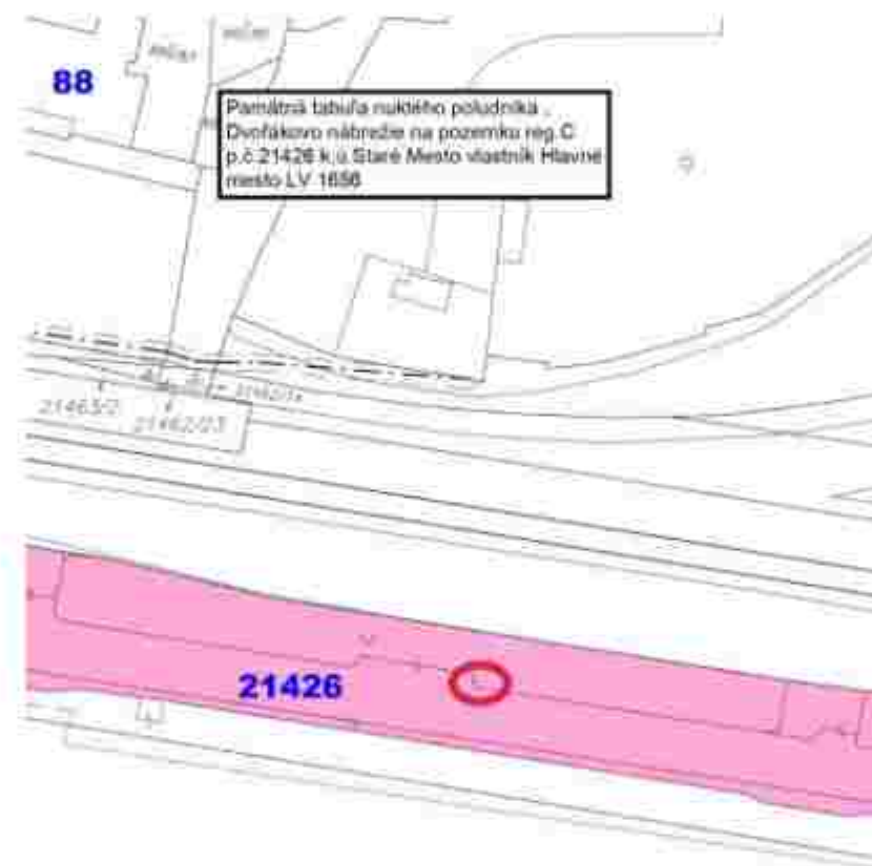 88
Pamätná tabuľa nultého poludníka ,
Dvořákovo nábrežie na pozemku reg.C
p.č.21426 k.ú.Staré Mesto vlastník Hlavné
mesto LV 1656
21463/2
21462/23
21426